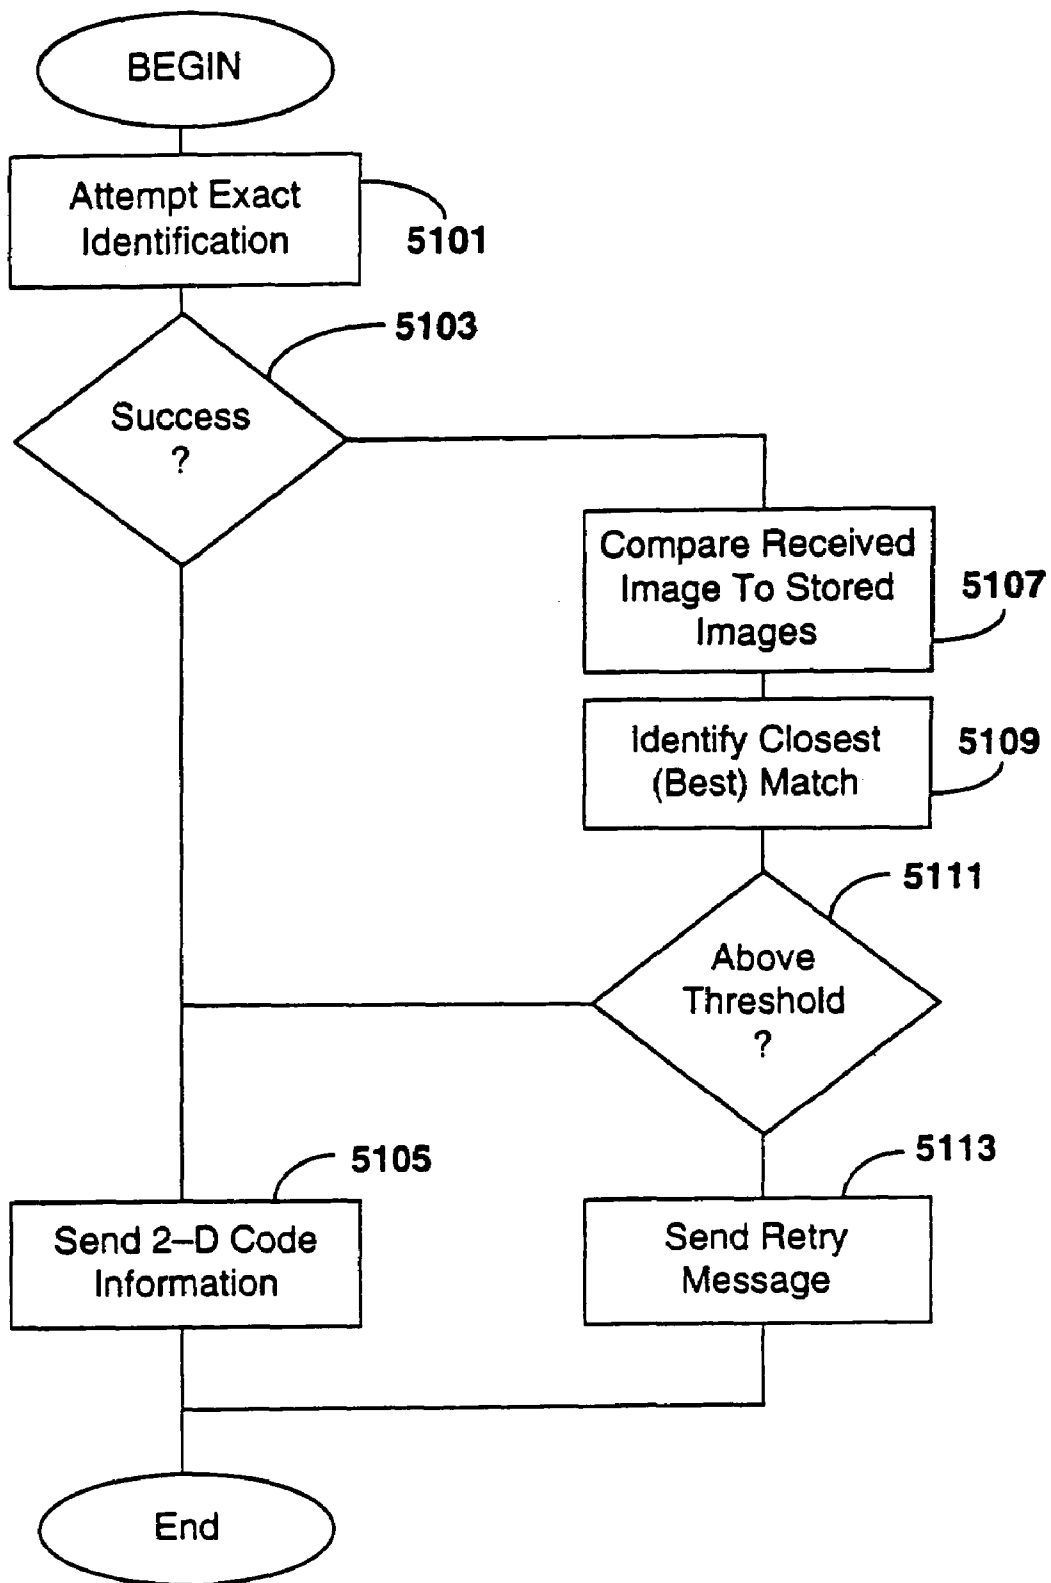 BEGIN
Attempt Exact
Identification
5101
5103
Success
?
Compare Received
Image To Stored
Images
5107
Identify Closest
(Best) Match
5109
5111
Above
Threshold
?
5105
Send 2–D Code
Information
5113
Send Retry
Message
End